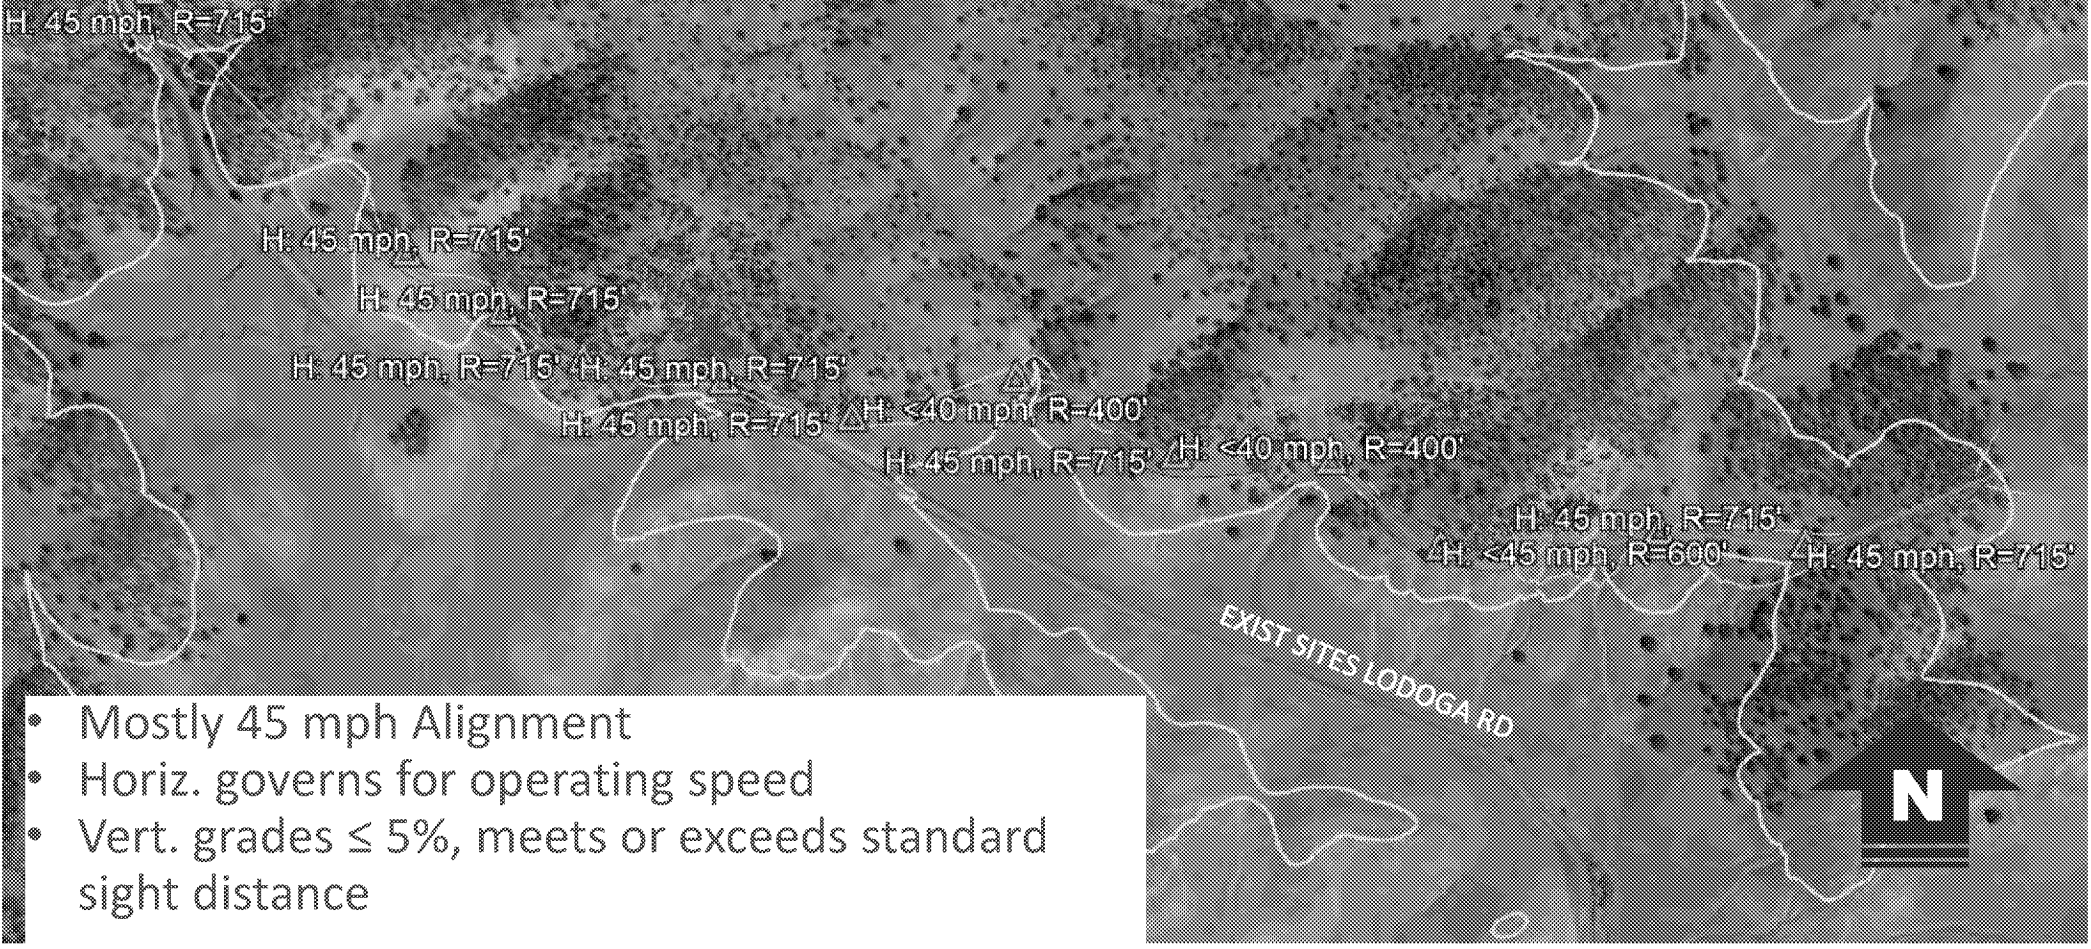 H: 45 mph, R=715'
H: 45 mph, R=715'
H: 45 mph, R=715'
H: 45 mph, R=715' H: 45 mph, R=715'
H: 45 mph, R=715' H: <40 mph, R=400'
H: 45 mph, R=715' H: <40 mph, R=400'
H: 45 mph, R=715'
H: <45 mph, R=600' H: 45 mph, R=715'
EXIST SITES LODOGA RD
• Mostly 45 mph Alignment
• Horiz. governs for operating speed
• Vert. grades ≤ 5%, meets or exceeds standard
sight distance
N